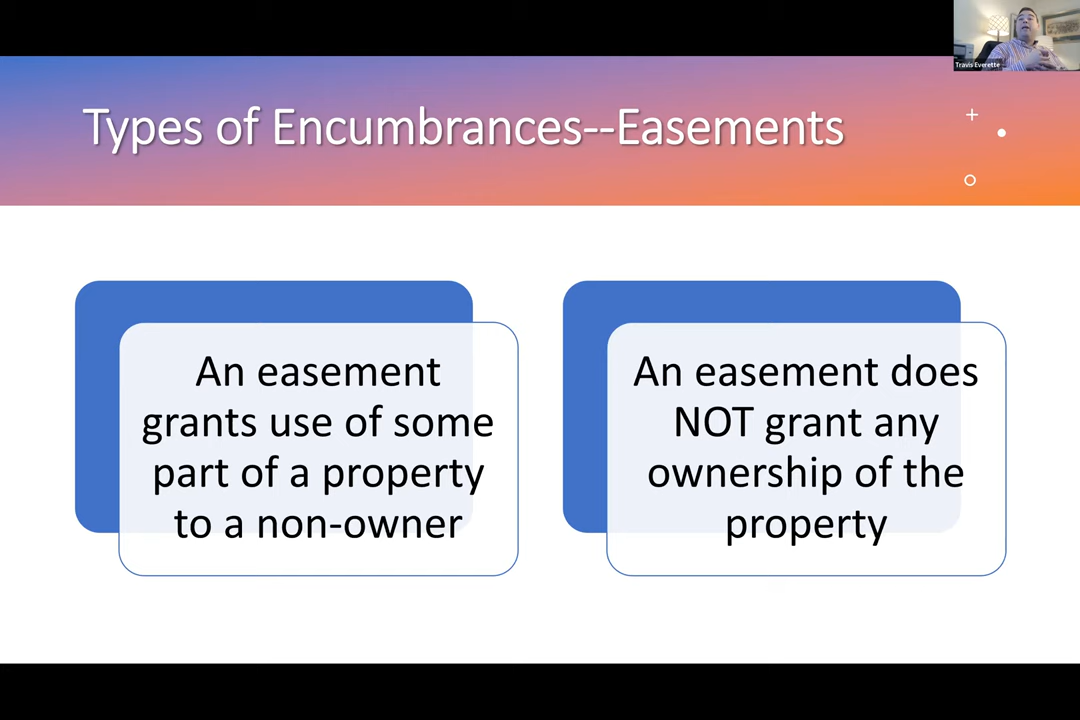 Travis Everette
Types of Encumbrances--Easements
An easement
grants use of some
part of a property
to a non-owner
An easement does
NOT grant any
ownership of the
property